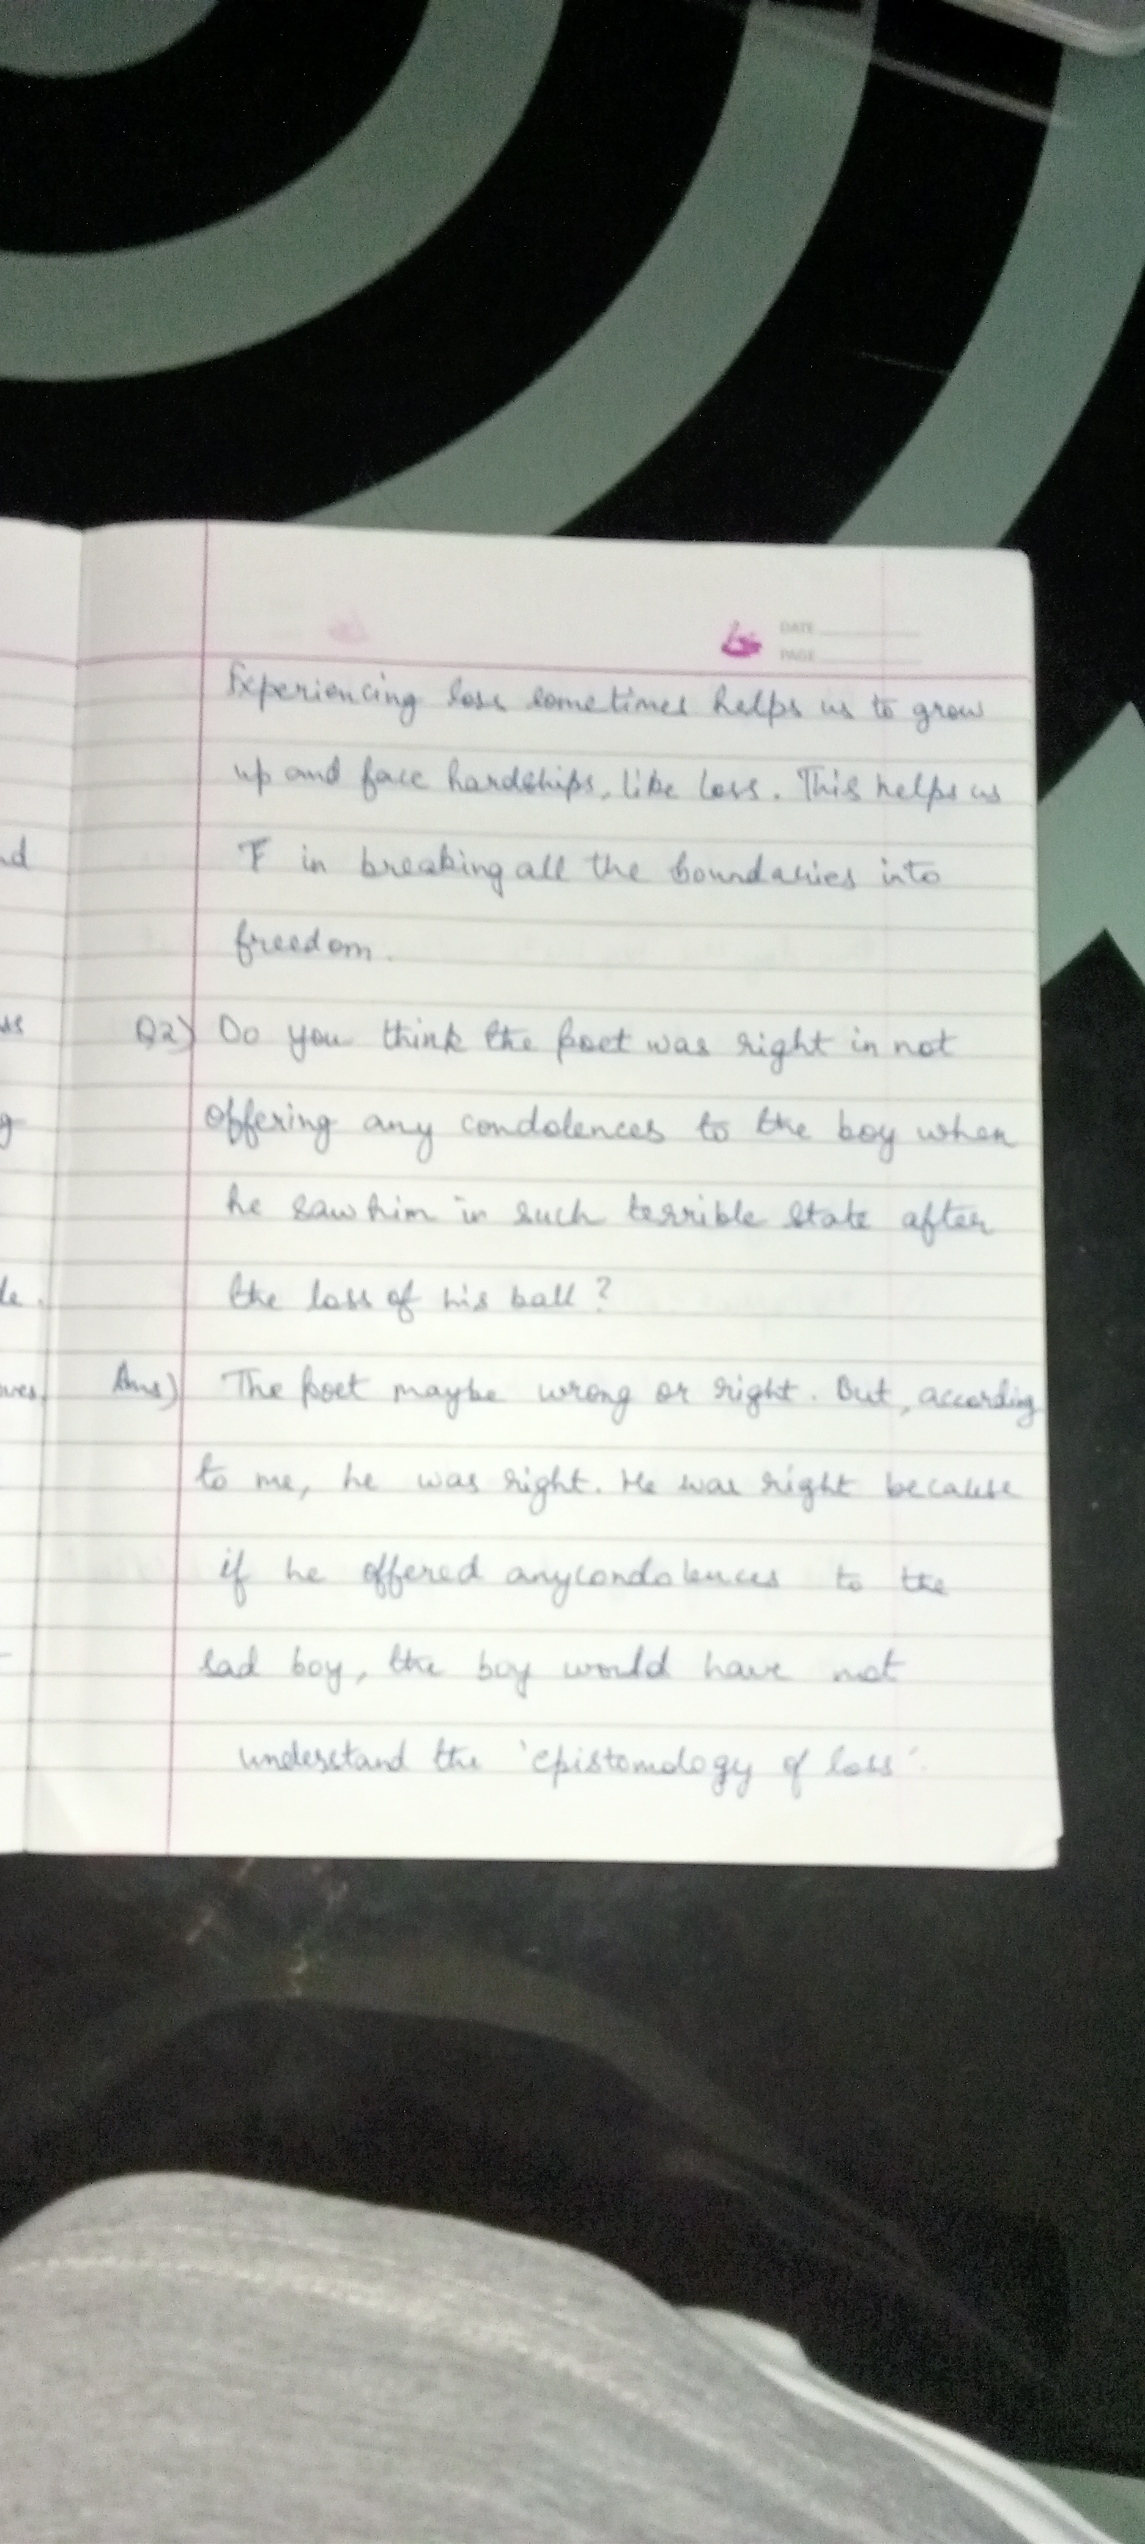 DATE
PAGE
Experiencing loss sometimes helps us to grow
up and face hardships, like loss. This helps us
F in breaking all the boundaries into
freedom.
Q2) Do you think the poet was right in not
offering any condolences to the boy when
he saw him in such terrible state after
the loss of his ball?
Ans) The poet maybe wrong or right. But, according
to me, he was right. He was right because
if he offered any condolences to the
sad boy, the boy would have not
understand the 'epistomology of loss'.